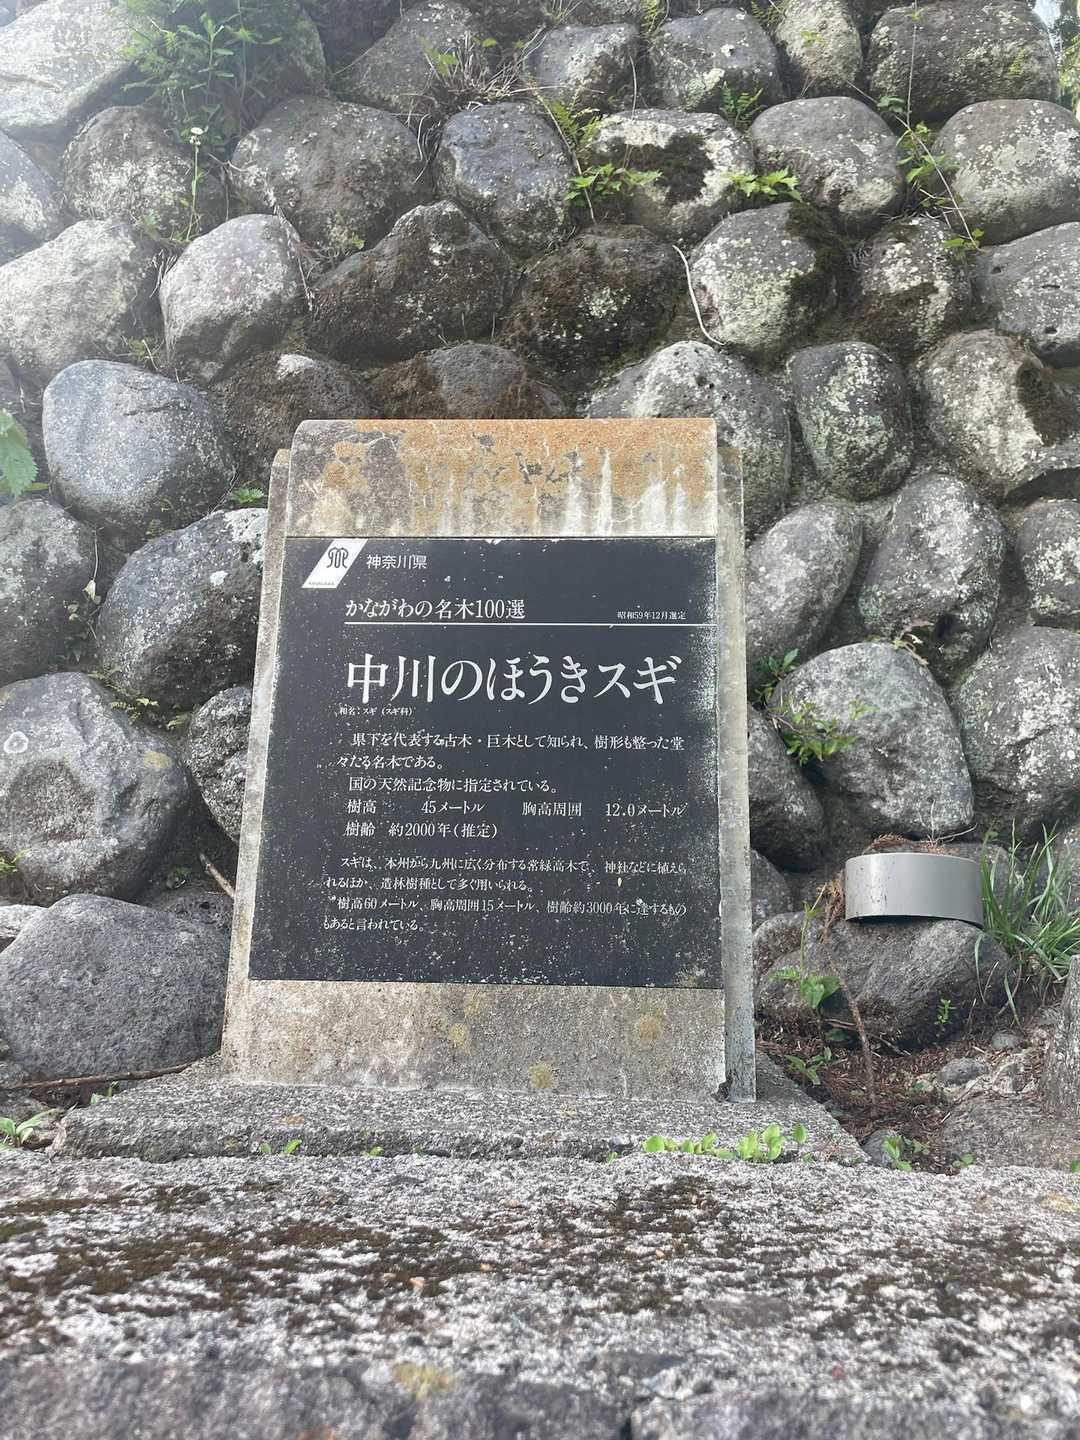 神奈川県
かながわの名木100選
昭和59年12月選定
中川のほうきスギ
和名：スギ（スギ科）
県下を代表する古木・巨木として知られ、樹形も整った堂
々たる名木である。
国の天然記念物に指定されている。
樹高 45メートル 胸高周囲 12.0メートル
樹齢 約2000年（推定）
スギは、本州から九州に広く分布する常緑高木で、神社などに植えら
れるほか、造林樹種として多く用いられる。
樹高60メートル、胸高周囲15メートル、樹齢約3000年に達するもの
もあると言われている。